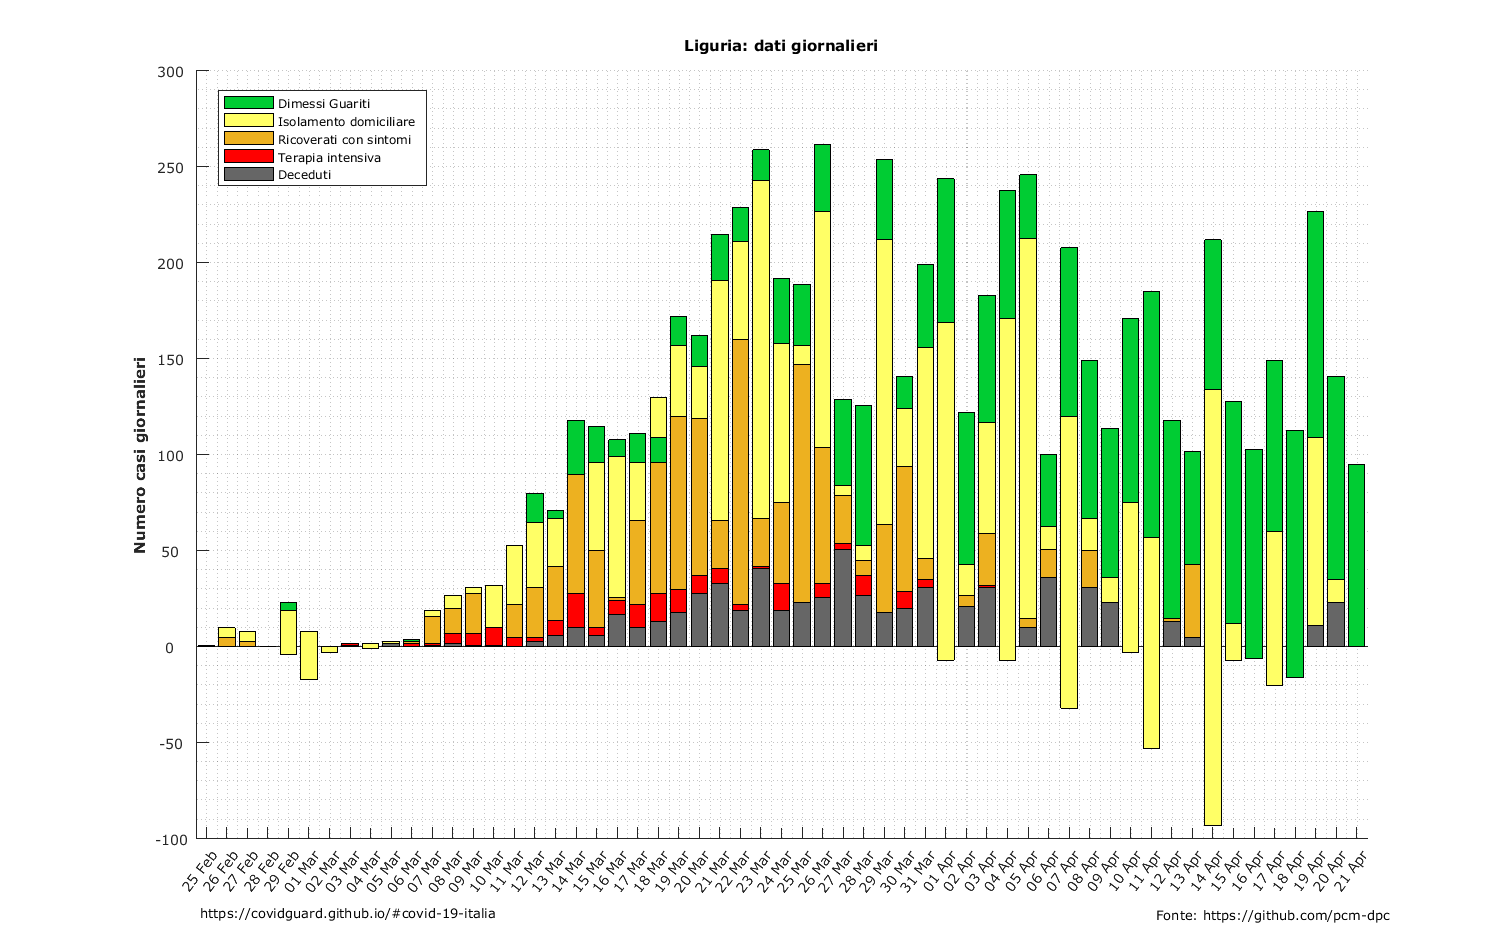 Liguria: dati giornalieri
Numero casi giornalieri
300
250
200
150
100
50
0
-50
-100
Dimessi Guariti
Isolamento domiciliare
Ricoverati con sintomi
Terapia intensiva
Deceduti
25 Feb
26 Feb
27 Feb
28 Feb
29 Feb
01 Mar
02 Mar
03 Mar
04 Mar
05 Mar
06 Mar
07 Mar
08 Mar
09 Mar
10 Mar
11 Mar
12 Mar
13 Mar
14 Mar
15 Mar
16 Mar
17 Mar
18 Mar
19 Mar
20 Mar
21 Mar
22 Mar
23 Mar
24 Mar
25 Mar
26 Mar
27 Mar
28 Mar
29 Mar
30 Mar
31 Mar
01 Apr
02 Apr
03 Apr
04 Apr
05 Apr
06 Apr
07 Apr
08 Apr
09 Apr
10 Apr
11 Apr
12 Apr
13 Apr
14 Apr
15 Apr
16 Apr
17 Apr
18 Apr
19 Apr
20 Apr
21 Apr
https://covidguard.github.io/#covid-19-italia
Fonte: https://github.com/pcm-dpc